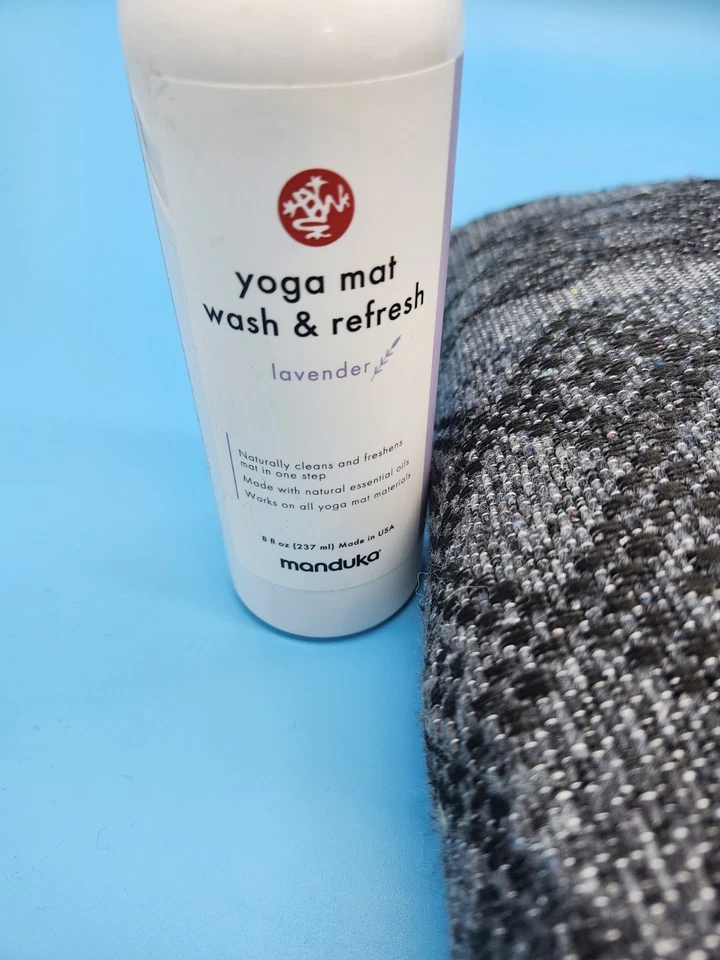 yoga mat
wash & refresh
lavender
Naturally cleans and freshens
mat in one step
Made with natural essential oils
Works on all yoga mat materials
8 fl oz (237 ml) Made in USA
manduka